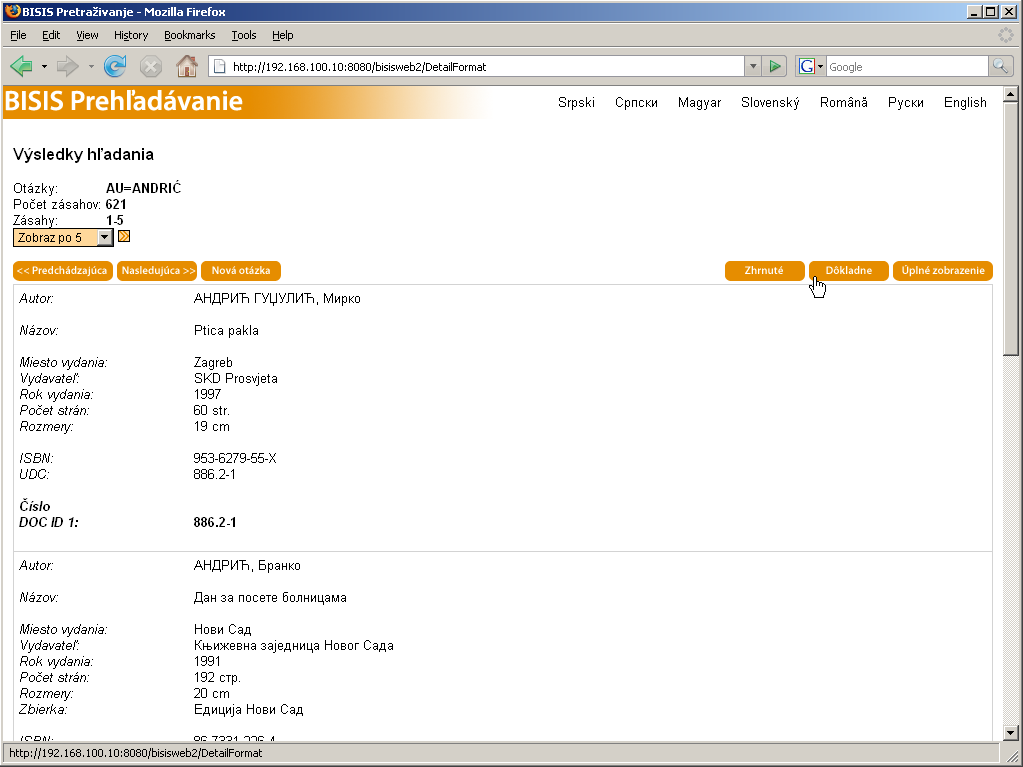 BISIS Pretraživanje - Mozilla Firefox
File Edit View History Bookmarks Tools Help
http://192.168.100.10:8080/bisisweb2/DetailFormat
G Google
BISIS Prehľadávanie
Srpski Српски Magyar Slovenský Română Руски English
Výsledky hľadania
Otázky: AU=ANDRIĆ
Počet zásahov: 621
Zásahy: 1-5
Zobraz po 5
<< Predchádzajúca Nasledujúca >> Nová otázka Zhrnuté Dôkladne Úplné zobrazenie
Autor: АНДРИЋ ГУЏУЛИЋ, Мирко
Názov: Ptica pakla
Miesto vydania: Zagreb
Vydavateľ: SKD Prosvjeta
Rok vydania: 1997
Počet strán: 60 str.
Rozmery: 19 cm
ISBN: 953-6279-55-X
UDC: 886.2-1
Číslo
DOC ID 1: 886.2-1
Autor: АНДРИЋ, Бранко
Názov: Дан за посете болницама
Miesto vydania: Нови Сад
Vydavateľ: Књижевна заједница Новог Сада
Rok vydania: 1991
Počet strán: 192 стр.
Rozmery: 20 cm
Zbierka: Едиција Нови Сад
ISBN: 86-7331-226-4
http://192.168.100.10:8080/bisisweb2/DetailFormat